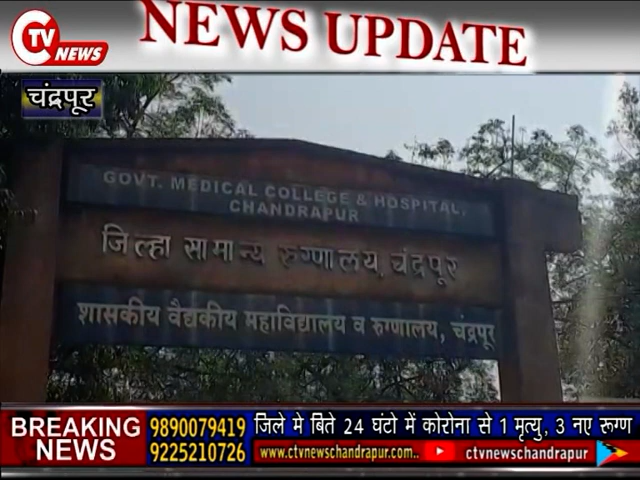 CTV NEWS
NEWS UPDATE
चंद्रपूर
GOVT. MEDICAL COLLEGE & HOSPITAL,
CHANDRAPUR
जिल्हा सामान्य रुग्णालय, चंद्रपूर
शासकीय वैद्यकीय महाविद्यालय व रुग्णालय, चंद्रपूर
BREAKING NEWS
9890079419
9225210726
जिले मे बिते 24 घंटो में कोरोना से 1 मृत्यु, 3 नए रूग्ण
www.ctvnewschandrapur.com..
ctvnewschandrapur